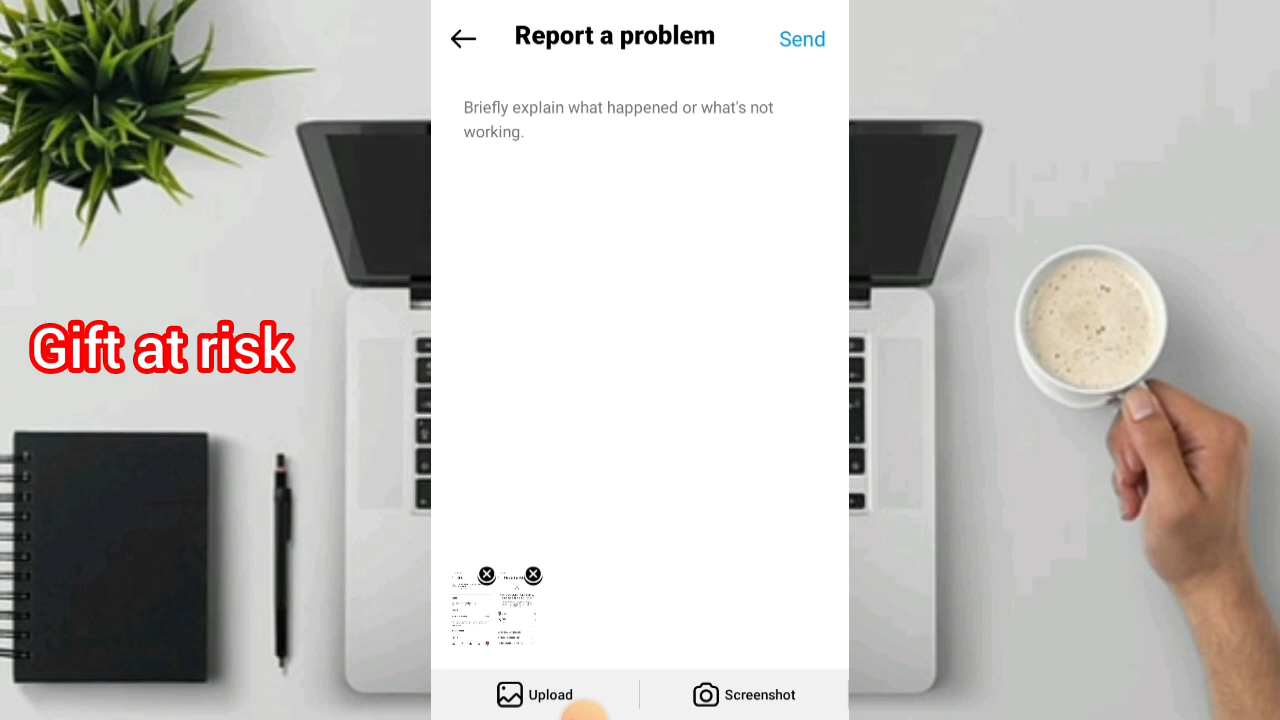 Report a problem
Send
Briefly explain what happened or what's not
working.
Gift at risk
Upload
Screenshot